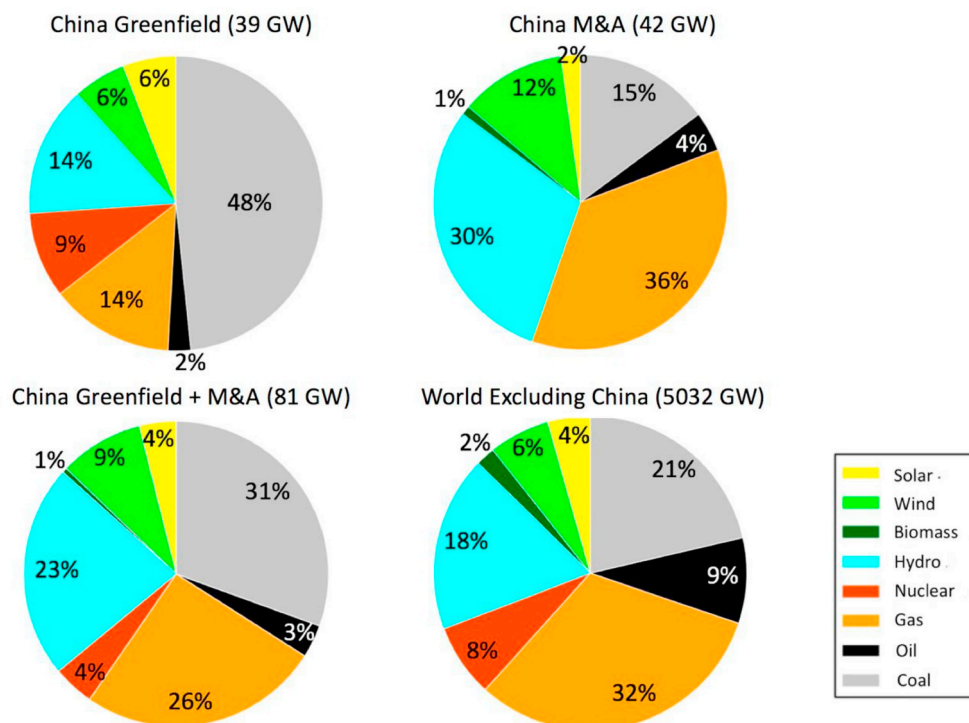 China Greenfield (39 GW)
6%
6%
14%
9%
14%
2%
48%
China M&A (42 GW)
2%
12%
1%
30%
15%
4%
36%
China Greenfield + M&A (81 GW)
4%
9%
1%
23%
4%
26%
31%
3%
World Excluding China (5032 GW)
4%
6%
2%
18%
8%
32%
21%
9%
Solar
Wind
Biomass
Hydro
Nuclear
Gas
Oil
Coal